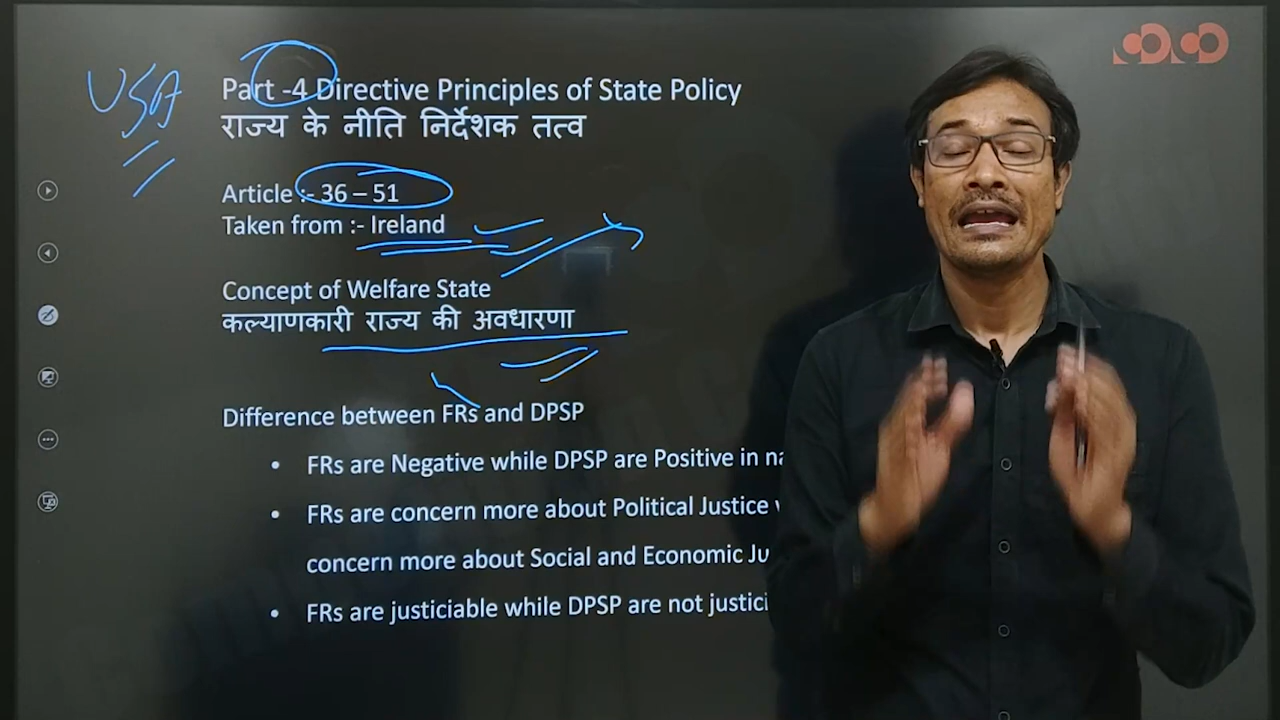 USA
Part -4 Directive Principles of State Policy
राज्य के नीति निर्देशक तत्व
Article :- 36 – 51
Taken from :- Ireland
Concept of Welfare State
कल्याणकारी राज्य की अवधारणा
Difference between FRs and DPSP
• FRs are Negative while DPSP are Positive in
• FRs are concern more about Political Justice
concern more about Social and Economic
• FRs are justiciable while DPSP are not